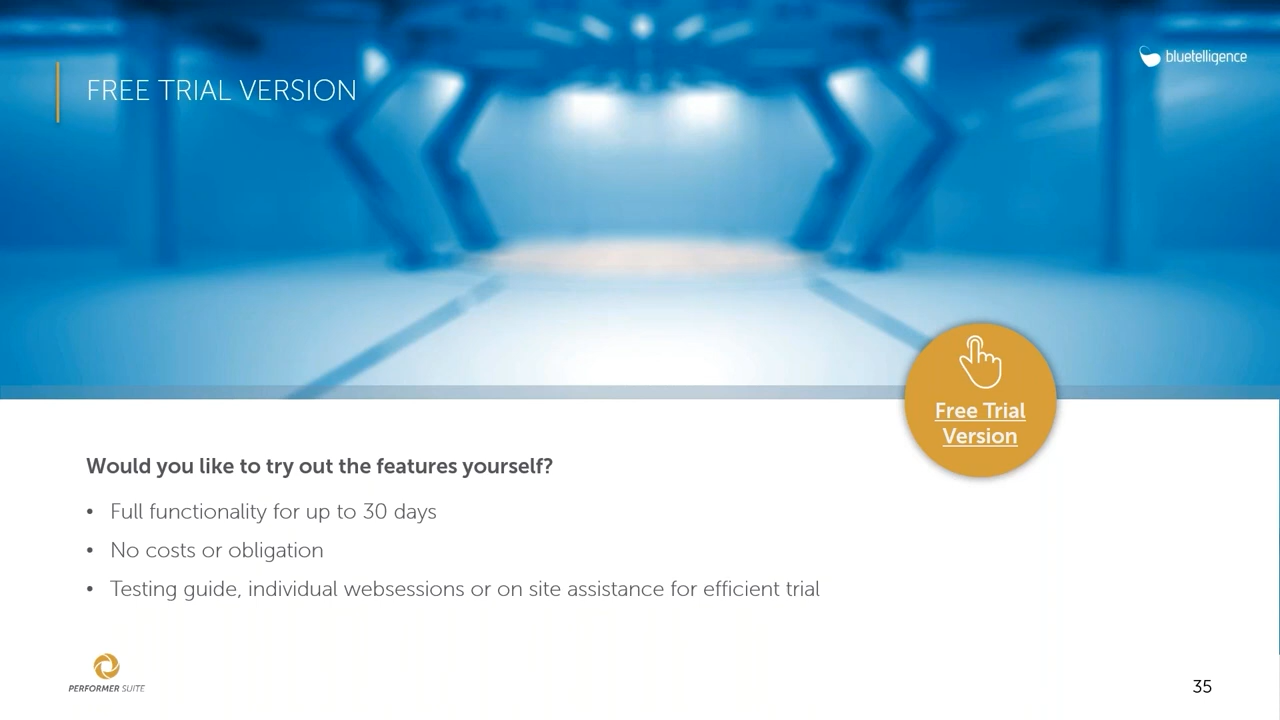 FREE TRIAL VERSION
bluetelligence
Free Trial
Version
Would you like to try out the features yourself?
• Full functionality for up to 30 days
• No costs or obligation
• Testing guide, individual websessions or on site assistance for efficient trial
PERFORMER SUITE
35